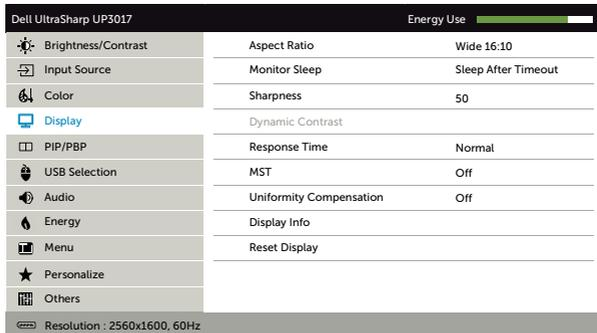 Dell UltraSharp UP3017 Energy Use
Brightness/Contrast Aspect Ratio Wide 16:10
Input Source Monitor Sleep Sleep After Timeout
Color Sharpness 50
Display Dynamic Contrast
PIP/PBP Response Time Normal
USB Selection MST Off
Audio Uniformity Compensation Off
Energy Display Info
Menu Reset Display
Personalize
Others
Resolution : 2560x1600, 60Hz